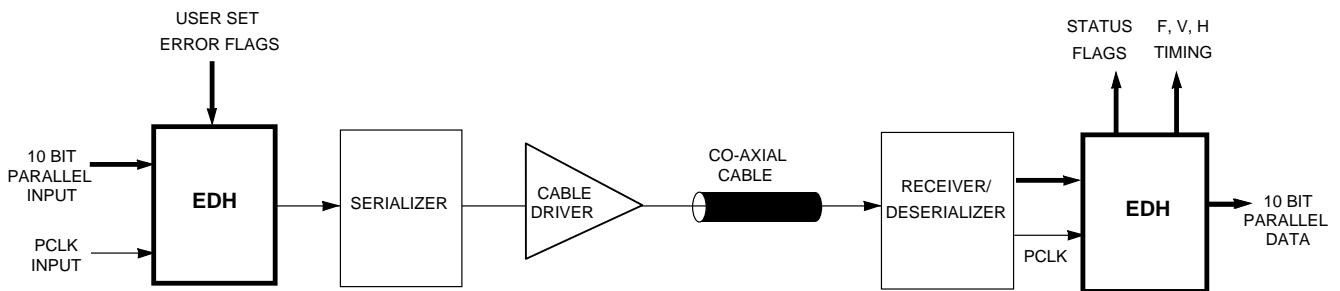 USER SET
ERROR FLAGS
10 BIT
PARALLEL
INPUT
PCLK
INPUT
EDH
SERIALIZER
CABLE
DRIVER
CO-AXIAL
CABLE
RECEIVER/
DESERIALIZER
PCLK
STATUS
FLAGS
F, V, H
TIMING
EDH
10 BIT
PARALLEL
DATA